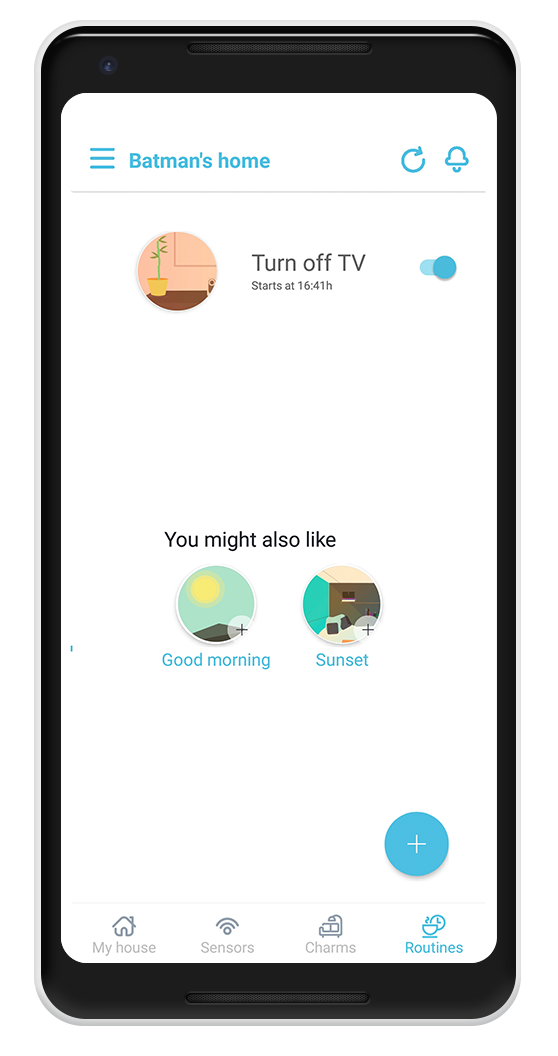 Batman's home
Turn off TV
Starts at 16:41h
You might also like
Good morning
Sunset
My house
Sensors
Charms
Routines